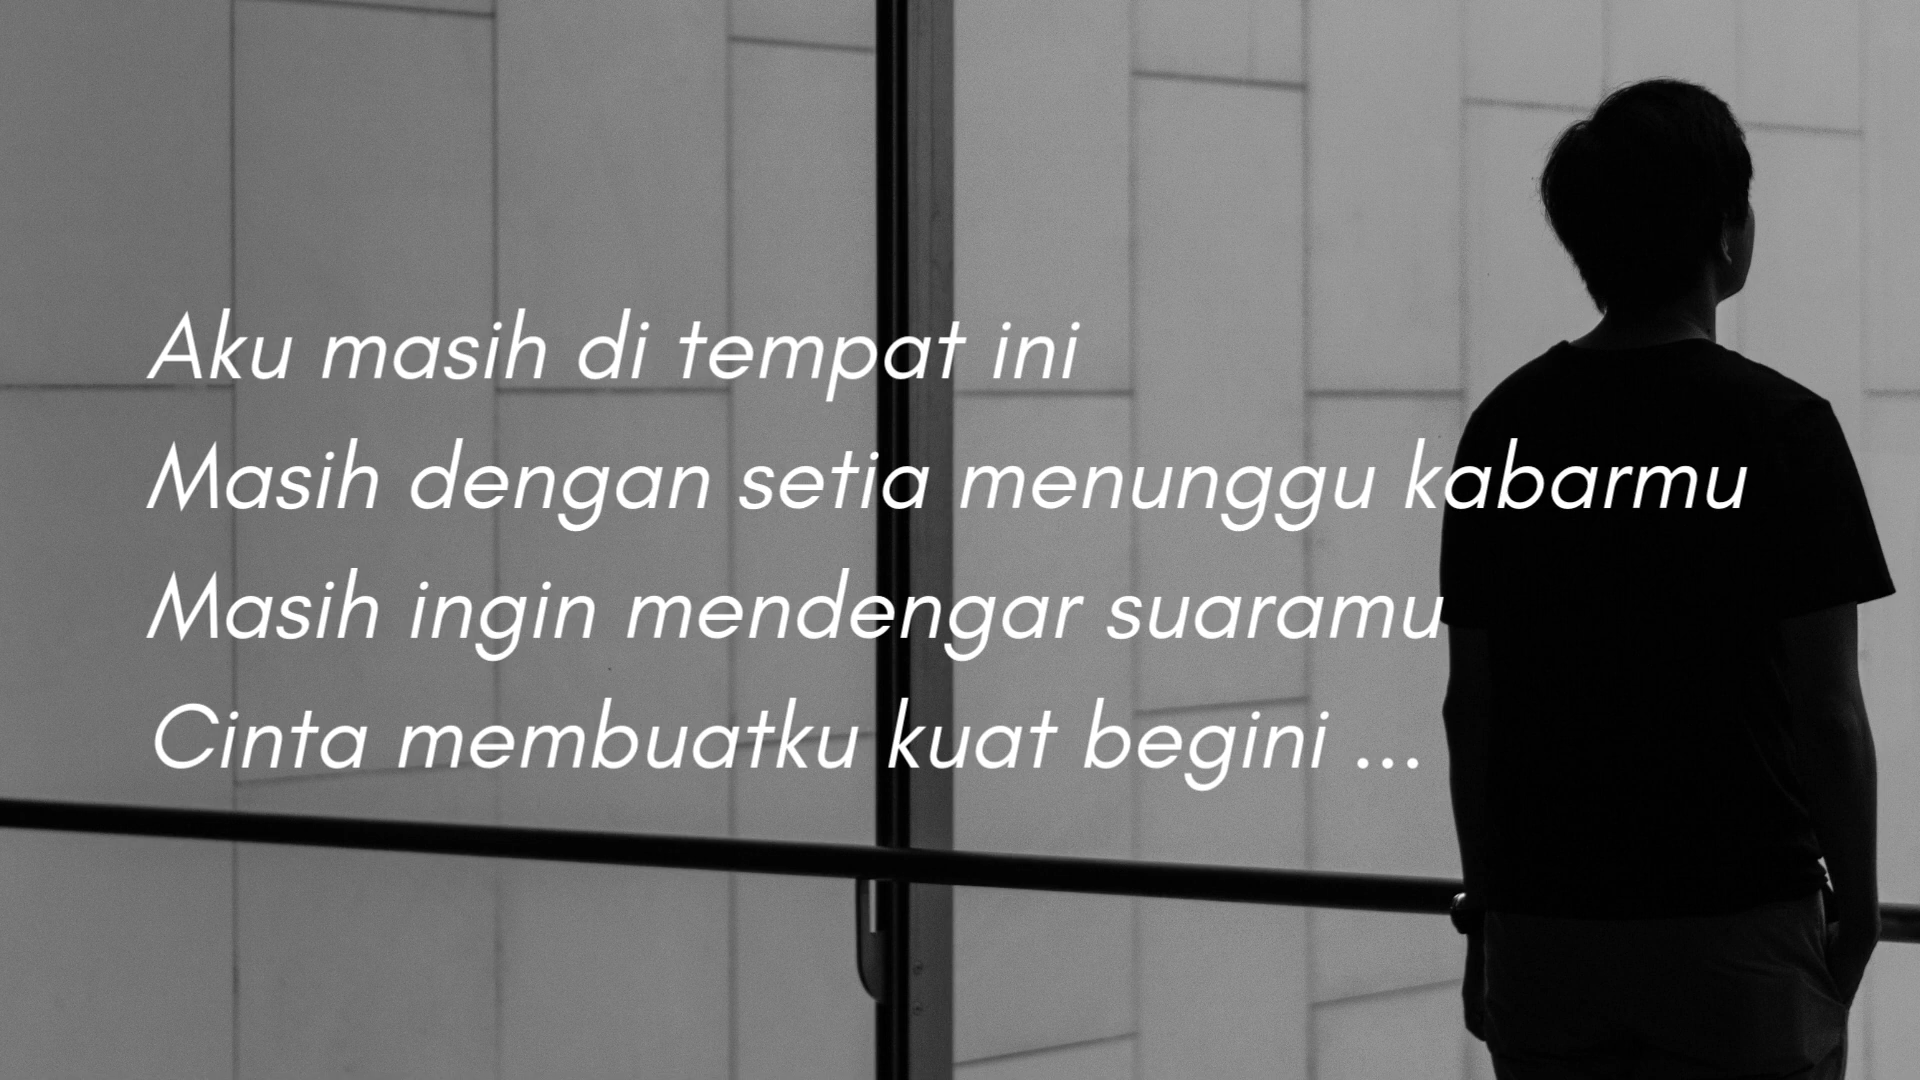 Aku masih di tempat ini
Masih dengan setia menunggu kabarmu
Masih ingin mendengar suaramu
Cinta membuatku kuat begini ...